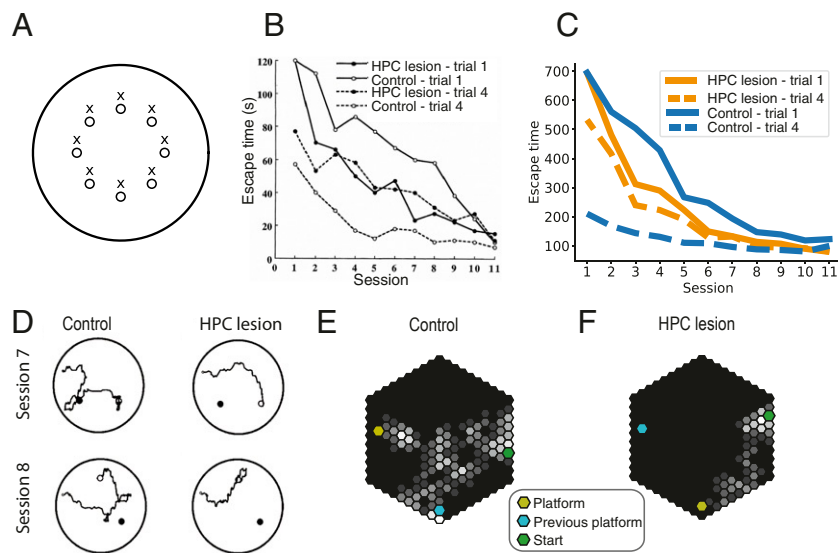 A
x
x x
x x
x x
x
B
Escape time (s)
120
100
80
60
40
20
0
HPC lesion - trial 1
Control - trial 1
HPC lesion - trial 4
Control - trial 4
1 2 3 4 5 6 7 8 9 10 11
Session
C
Escape time
700
600
500
400
300
200
100
HPC lesion - trial 1
HPC lesion - trial 4
Control - trial 1
Control - trial 4
1 2 3 4 5 6 7 8 9 10 11
Session
D
Control
HPC lesion
Session 7
Session 8
E
Control
F
HPC lesion
Platform
Previous platform
Start